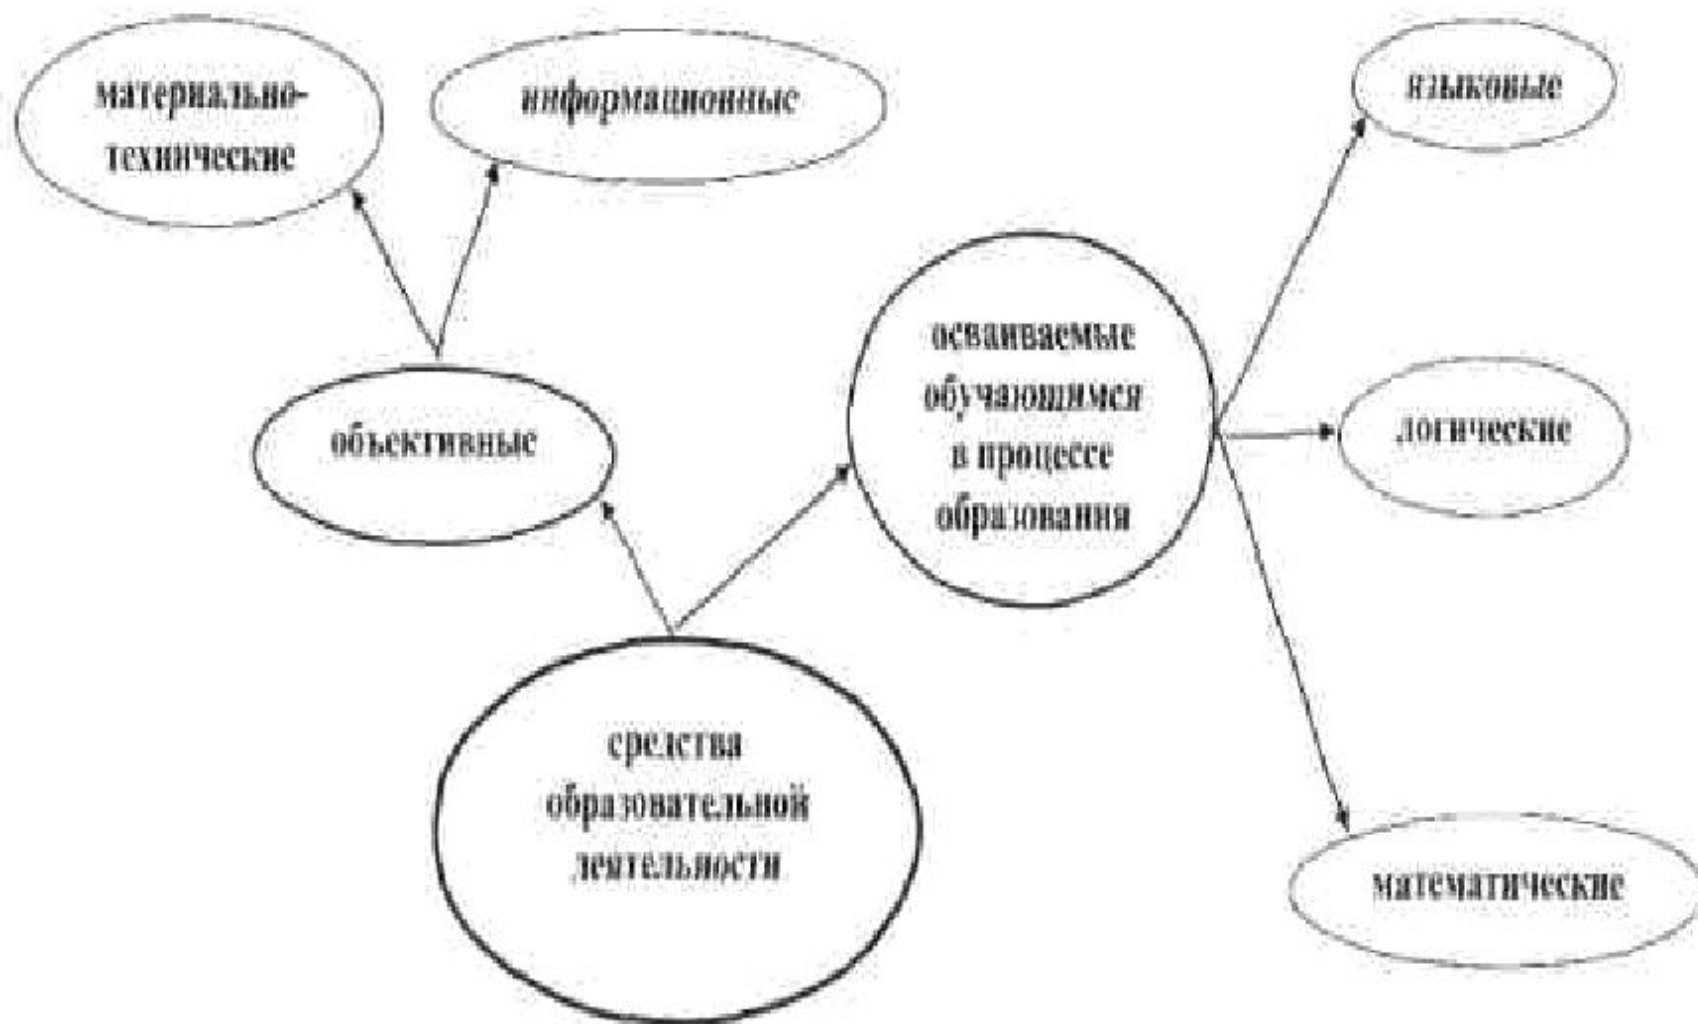 материально-
технические
информационные
языковые
объективные
осваиваемые
обучающимся
в процессе
образования
логические
средства
образовательной
деятельности
математические